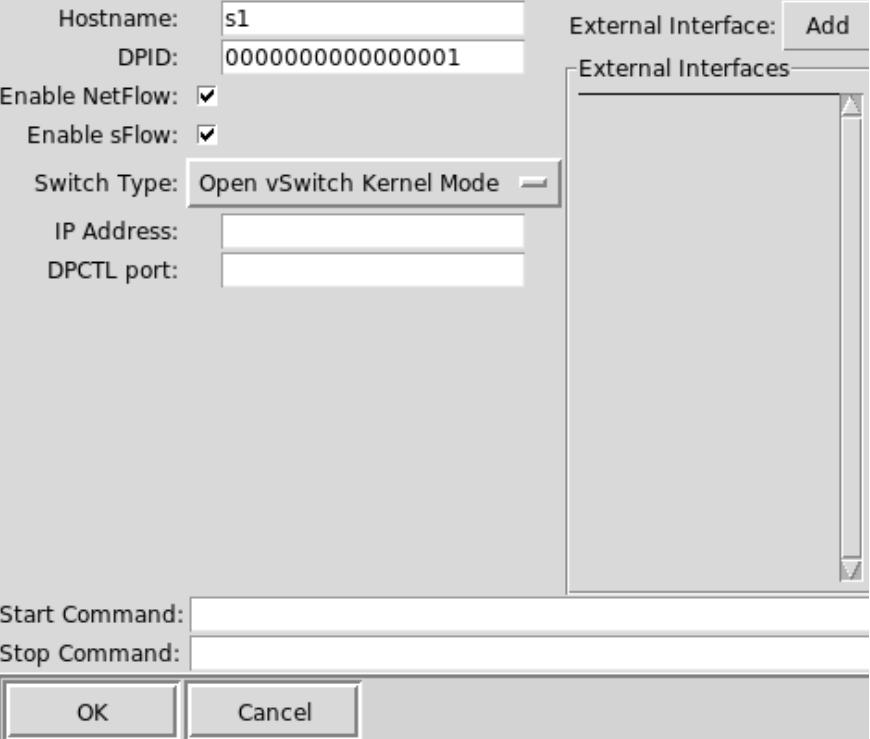 Hostname: s1
DPID: 0000000000000001
Enable NetFlow:
Enable sFlow:
Switch Type: Open vSwitch Kernel Mode
IP Address:
DPCTL port:
External Interface: Add
External Interfaces
Start Command:
Stop Command:
OK Cancel